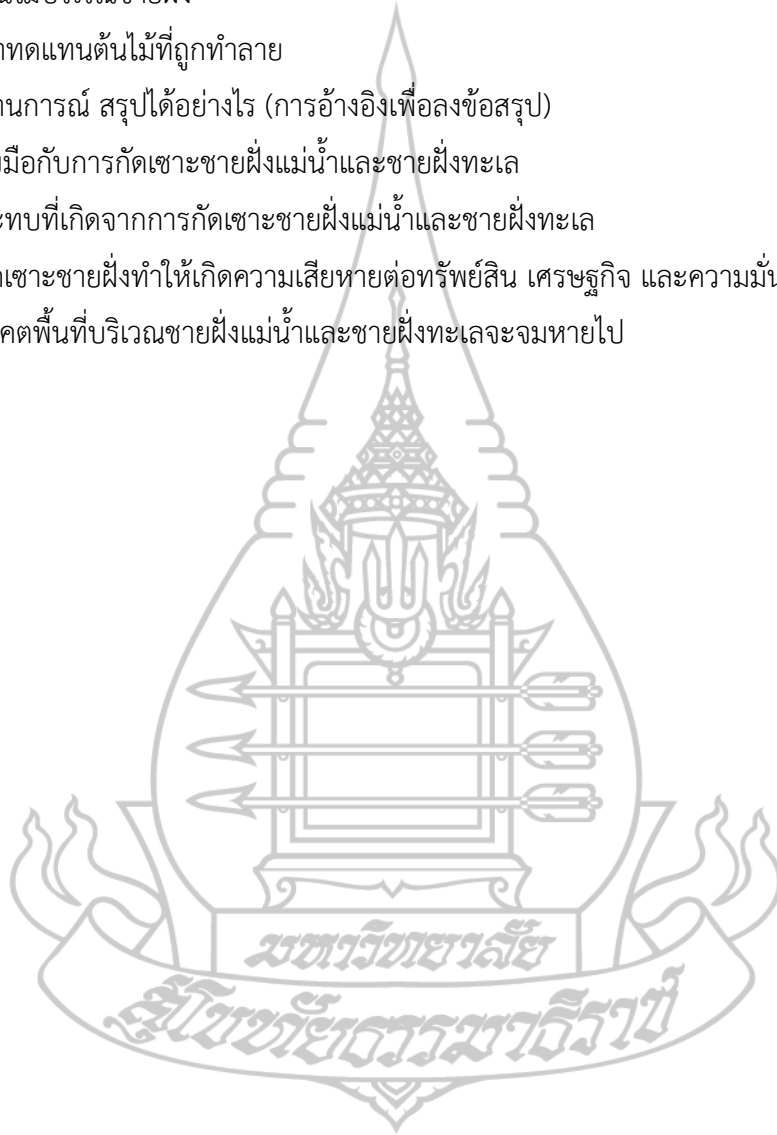 ทดแทนต้นไม้ที่ถูกทำลาย
านการณ์ สรุปได้อย่างไร (การอ้างอิงเพื่อลงข้อสรุป)
มือกับการกัดเซาะชายฝั่งแม่น้ำและชายฝั่งทะเล
ะทบที่เกิดจากการกัดเซาะชายฝั่งแม่น้ำและชายฝั่งทะเล
เซาะชายฝั่งทำให้เกิดความเสียหายต่อทรัพย์สิน เศรษฐกิจ และความมั่น
คตพื้นที่บริเวณชายฝั่งแม่น้ำและชายฝั่งทะเลจะจมหายไป
มหาวิทยาลัย
สุโขทัยธรรมาธิราช